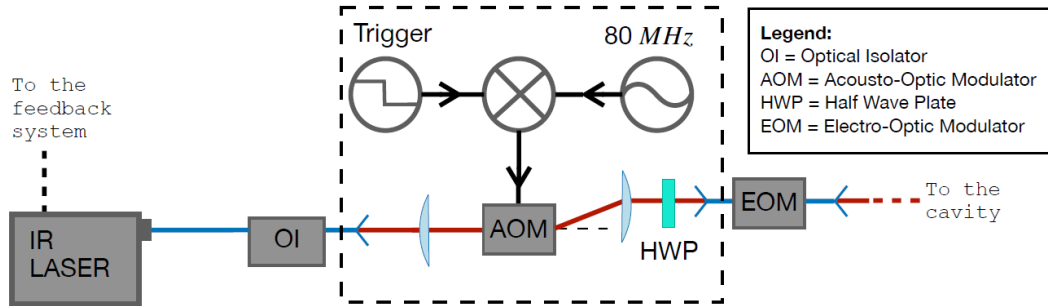 Trigger
80 MHz
Legend:
OI = Optical Isolator
AOM = Acousto-Optic Modulator
HWP = Half Wave Plate
EOM = Electro-Optic Modulator
To the
feedback
system
IR
LASER
OI
AOM
HWP
EOM
To the
cavity